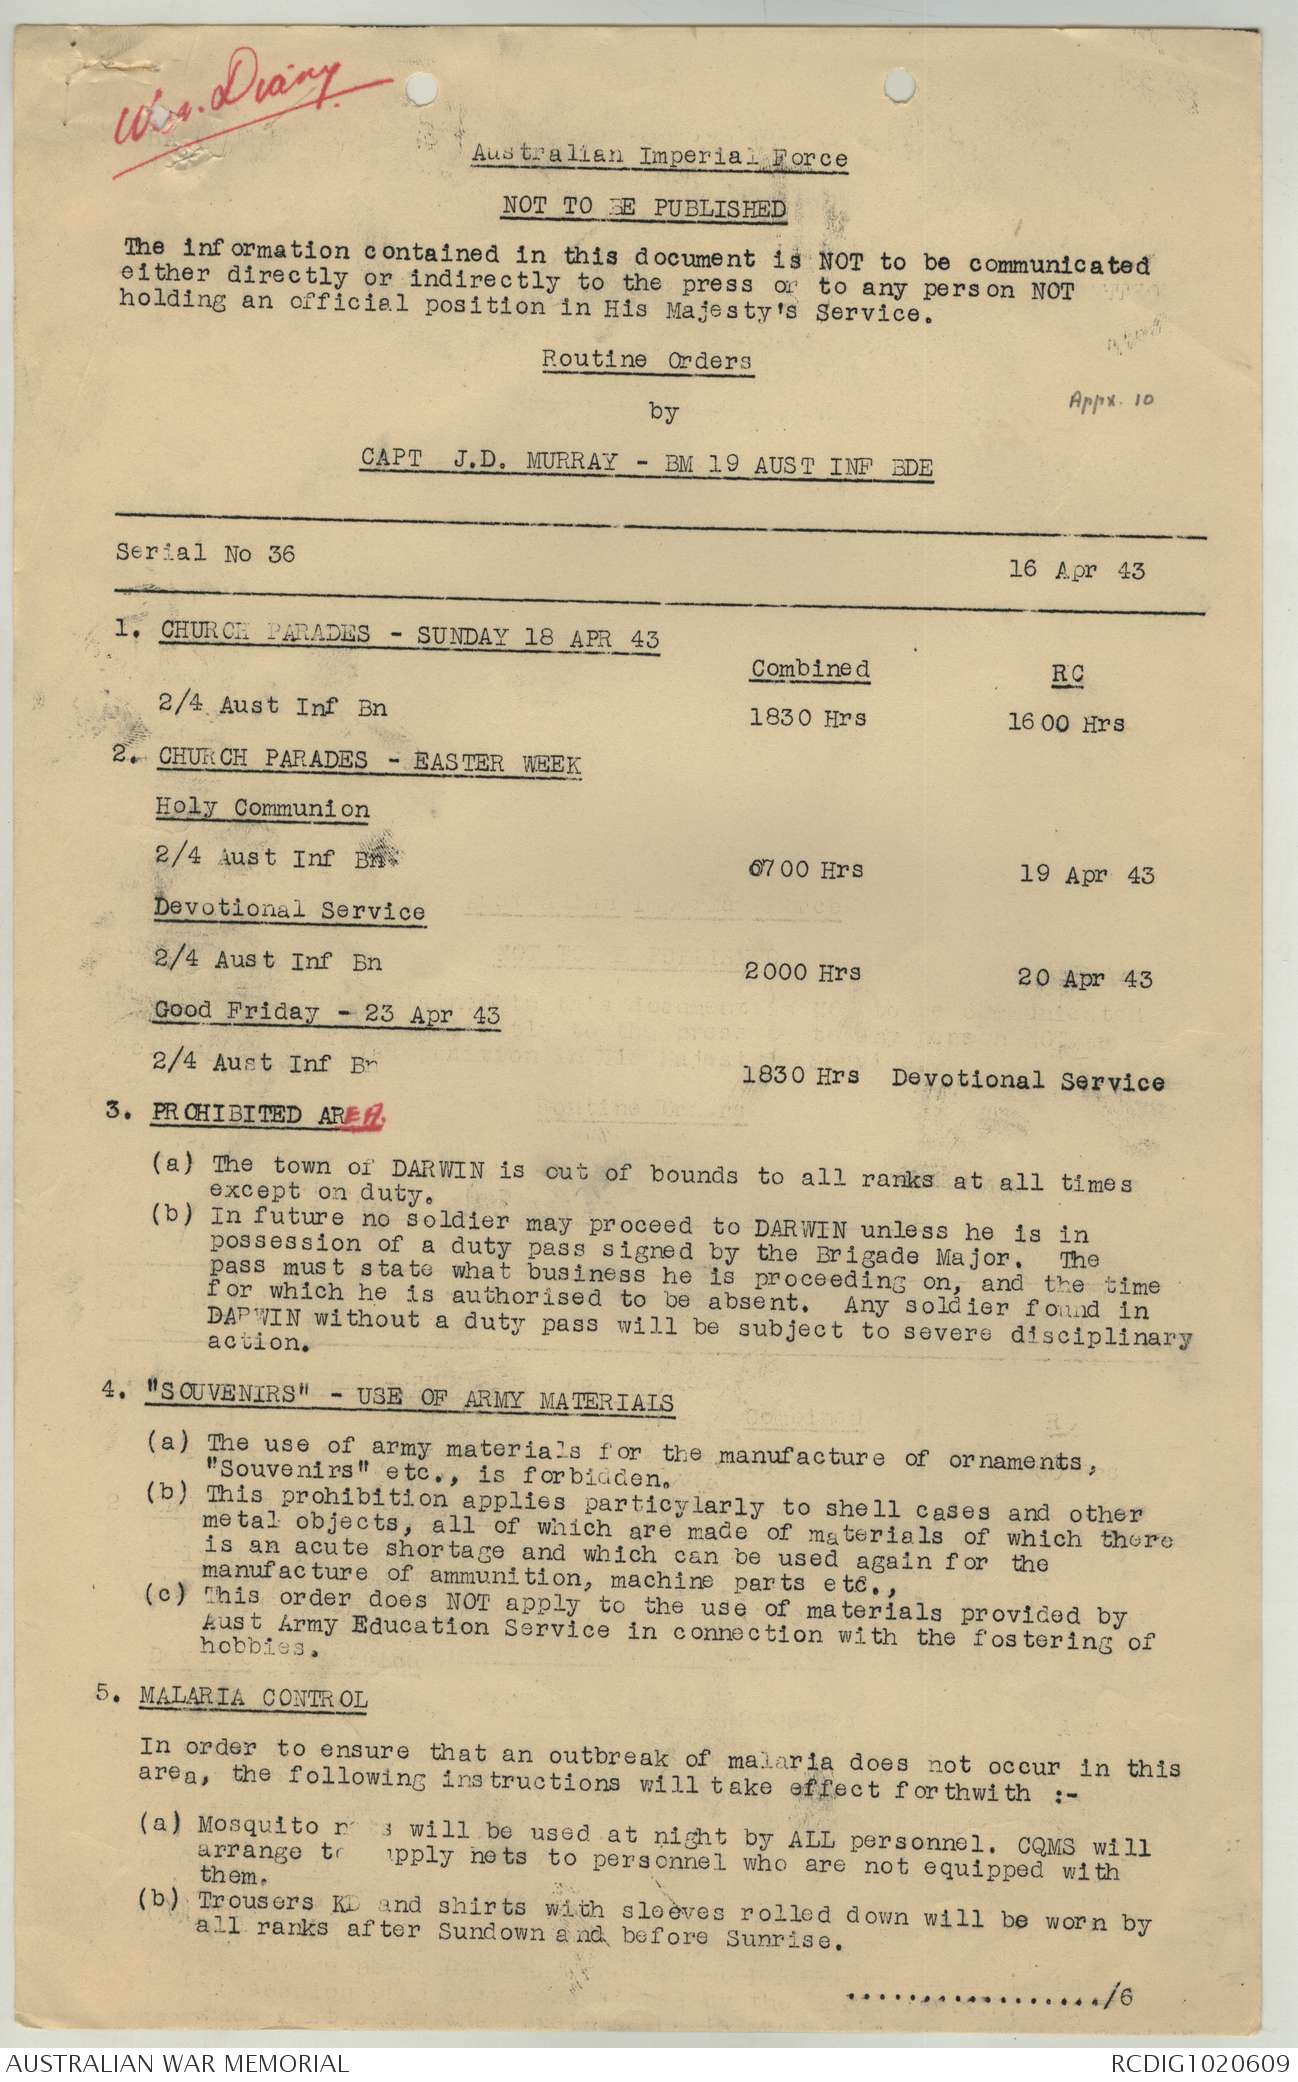 War. Diary
Australian Imperial Force
NOT TO BE PUBLISHED
The information contained in this document is NOT to be communicated
either directly or indirectly to the press or to any person NOT
holding an official position in His Majesty's Service.
Routine Orders
Appx. 10
by
CAPT J.D. MURRAY - BM 19 AUST INF BDE
Serial No 36 16 Apr 43
1. CHURCH PARADES - SUNDAY 18 APR 43
Combined RC
2/4 Aust Inf Bn 1830 Hrs 1600 Hrs
2. CHURCH PARADES - EASTER WEEK
Holy Communion
2/4 Aust Inf Bn 0700 Hrs 19 Apr 43
Devotional Service
2/4 Aust Inf Bn 2000 Hrs 20 Apr 43
Good Friday - 23 Apr 43
2/4 Aust Inf Bn 1830 Hrs Devotional Service
3. PROHIBITED AREA.
(a) The town of DARWIN is out of bounds to all ranks at all times
except on duty.
(b) In future no soldier may proceed to DARWIN unless he is in
possession of a duty pass signed by the Brigade Major. The
pass must state what business he is proceeding on, and the time
for which he is authorised to be absent. Any soldier found in
DARWIN without a duty pass will be subject to severe disciplinary
action.
4. "SOUVENIRS" - USE OF ARMY MATERIALS
(a) The use of army materials for the manufacture of ornaments,
"Souvenirs" etc., is forbidden.
(b) This prohibition applies particylarly to shell cases and other
metal objects, all of which are made of materials of which there
is an acute shortage and which can be used again for the
manufacture of ammunition, machine parts etc.,
(c) This order does NOT apply to the use of materials provided by
Aust Army Education Service in connection with the fostering of
hobbies.
5. MALARIA CONTROL
In order to ensure that an outbreak of malaria does not occur in this
area, the following instructions will take effect forthwith :-
(a) Mosquito will be used at night by ALL personnel. CQMS will
arrange to supply nets to personnel who are not equipped with
them.
(b) Trousers KD and shirts with sleeves rolled down will be worn by
all ranks after Sundown and before Sunrise.
................./6
AUSTRALIAN WAR MEMORIAL RCDIG1020609